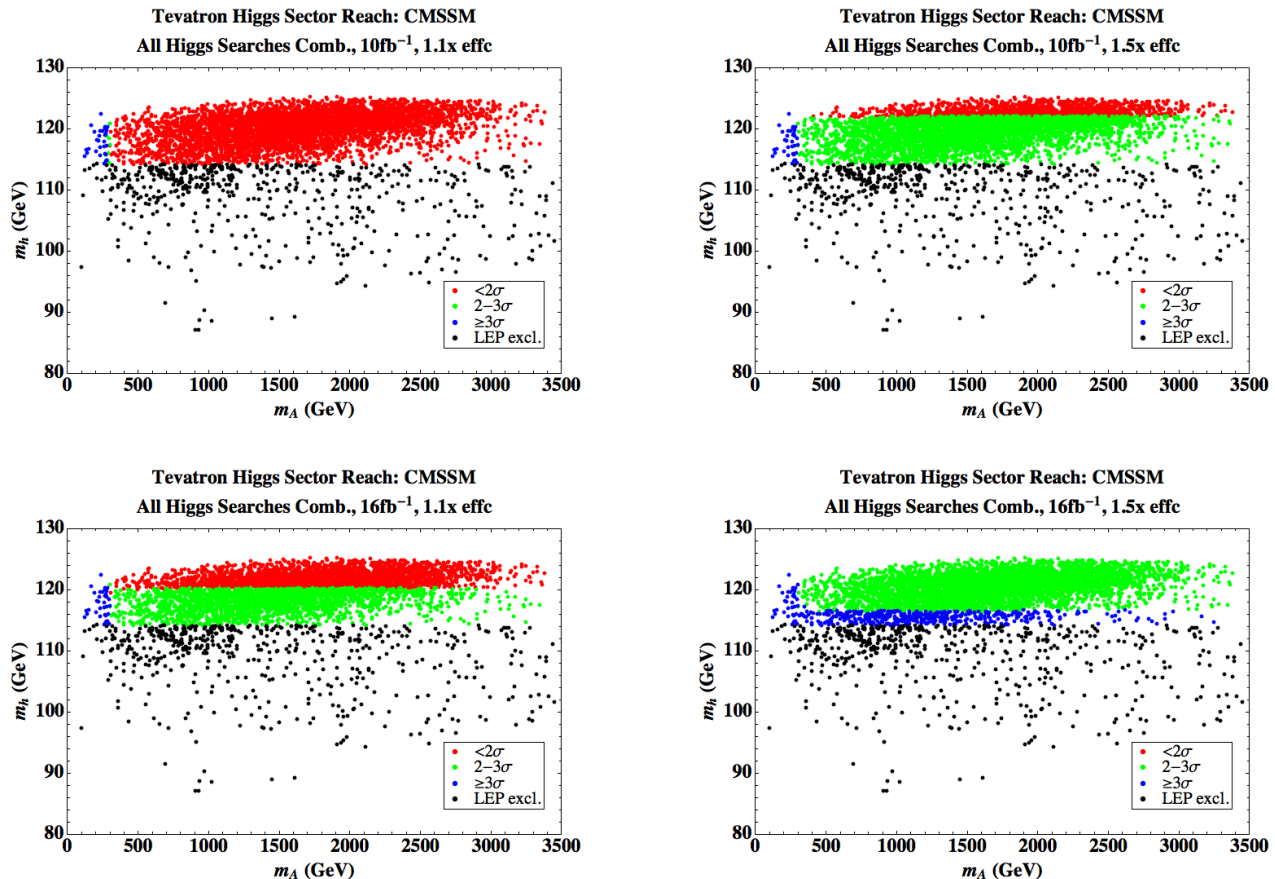 Tevatron Higgs Sector Reach: CMSSM
All Higgs Searches Comb., 10fb⁻¹, 1.1x effc
130
120
110
100
90
80
m_h (GeV)
<2σ
2−3σ
≥3σ
LEP excl.
0 500 1000 1500 2000 2500 3000 3500
m_A (GeV)
Tevatron Higgs Sector Reach: CMSSM
All Higgs Searches Comb., 10fb⁻¹, 1.5x effc
130
120
110
100
90
80
m_h (GeV)
<2σ
2−3σ
≥3σ
LEP excl.
0 500 1000 1500 2000 2500 3000 3500
m_A (GeV)
Tevatron Higgs Sector Reach: CMSSM
All Higgs Searches Comb., 16fb⁻¹, 1.1x effc
130
120
110
100
90
80
m_h (GeV)
<2σ
2−3σ
≥3σ
LEP excl.
0 500 1000 1500 2000 2500 3000 3500
m_A (GeV)
Tevatron Higgs Sector Reach: CMSSM
All Higgs Searches Comb., 16fb⁻¹, 1.5x effc
130
120
110
100
90
80
m_h (GeV)
<2σ
2−3σ
≥3σ
LEP excl.
0 500 1000 1500 2000 2500 3000 3500
m_A (GeV)